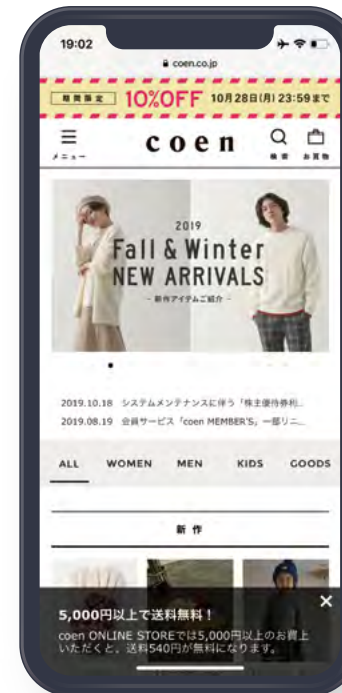 19:02
coen.co.jp
期間限定 10%OFF 10月28日(月) 23:59まで
メニュー coen 検索 お買物
2019
Fall & Winter
NEW ARRIVALS
- 新作アイテムご紹介 -
2019.10.18 システムメンテナンスに伴う「株主優待券利...
2019.08.19 会員サービス「coen MEMBER'S」一部リニ...
ALL WOMEN MEN KIDS GOODS
新作
5,000円以上で送料無料！
coen ONLINE STOREでは5,000円以上のお買上
いただくと、送料540円が無料になります。